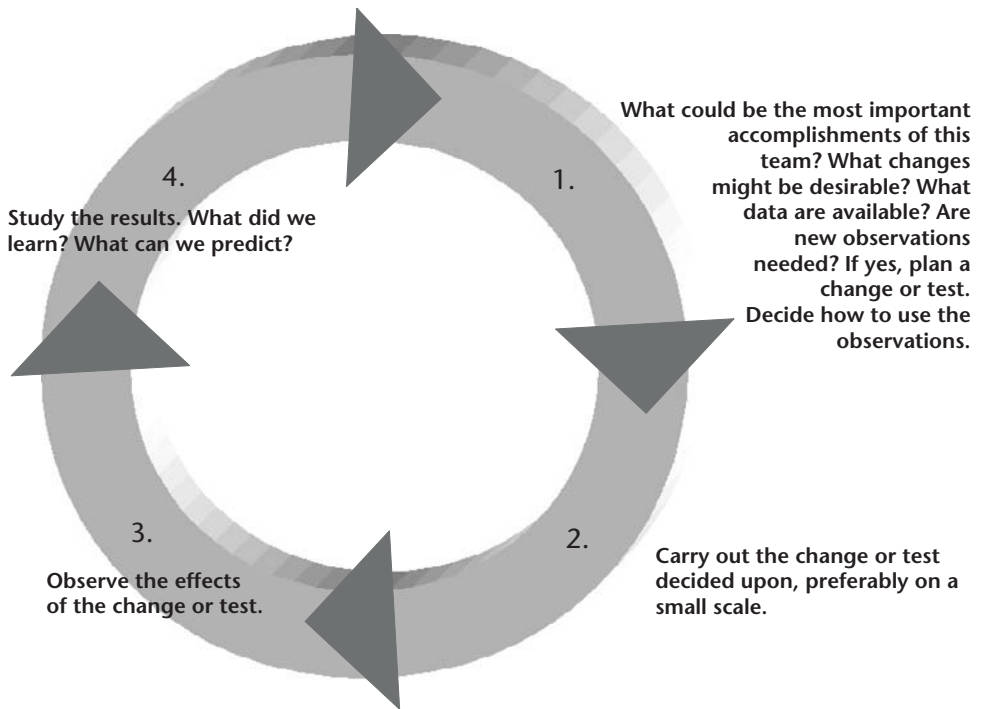 1.
What could be the most important
accomplishments of this
team? What changes
might be desirable? What
data are available? Are
new observations
needed? If yes, plan a
change or test.
Decide how to use the
observations.
2.
Carry out the change or test
decided upon, preferably on a
small scale.
3.
Observe the effects
of the change or test.
4.
Study the results. What did we
learn? What can we predict?